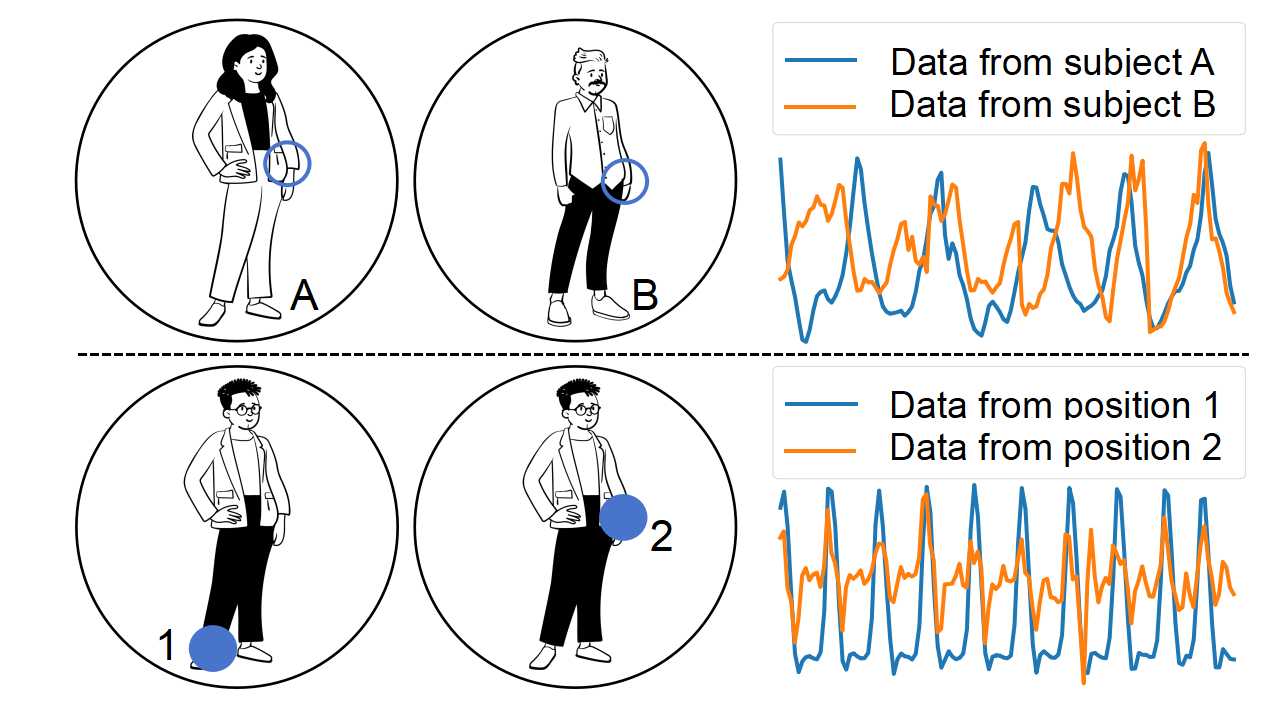 A
B
Data from subject A
Data from subject B
1
2
Data from position 1
Data from position 2